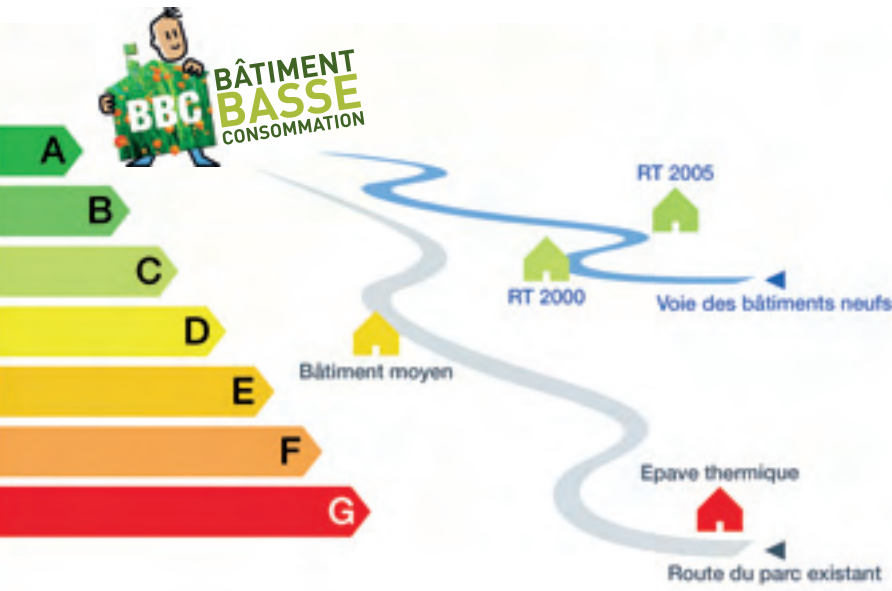 BBC
BÂTIMENT
BASSE
CONSOMMATION
A
B
C
D
E
F
G
RT 2005
RT 2000
Voie des bâtiments neufs
Bâtiment moyen
Epave thermique
Route du parc existant